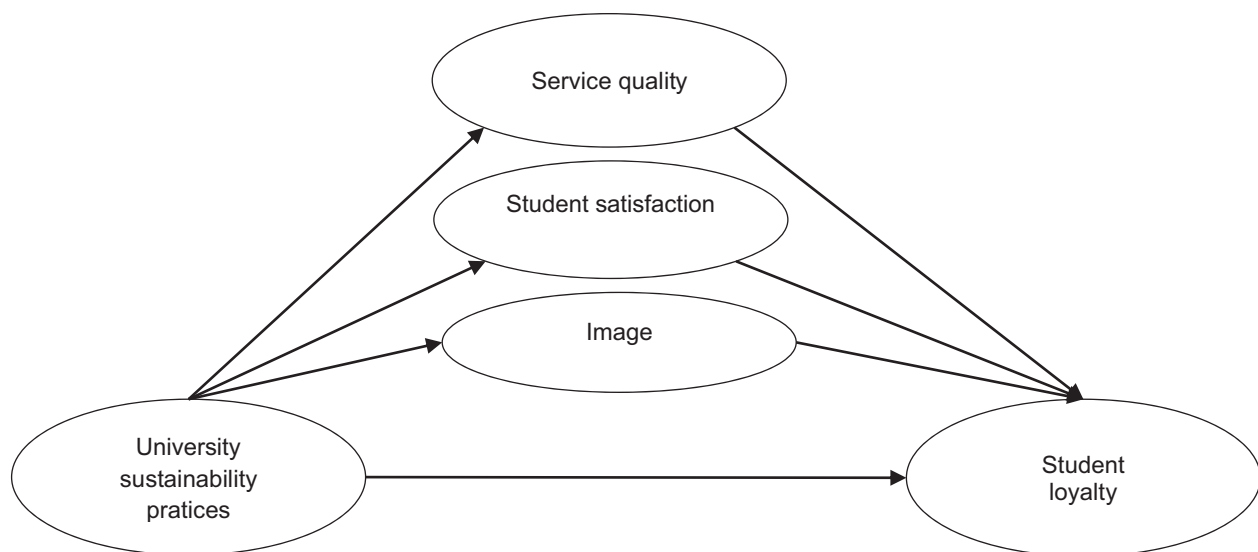 Service quality
Student satisfaction
Image
University
sustainability
pratices
Student
loyalty